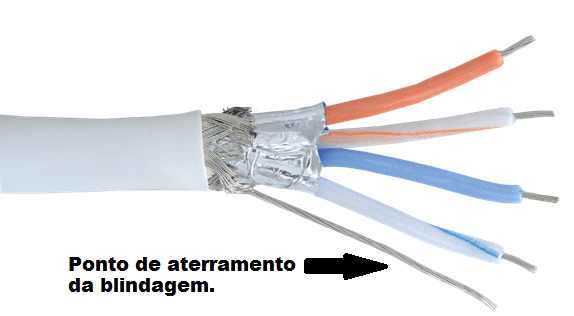 Ponto de aterramento
da blindagem.